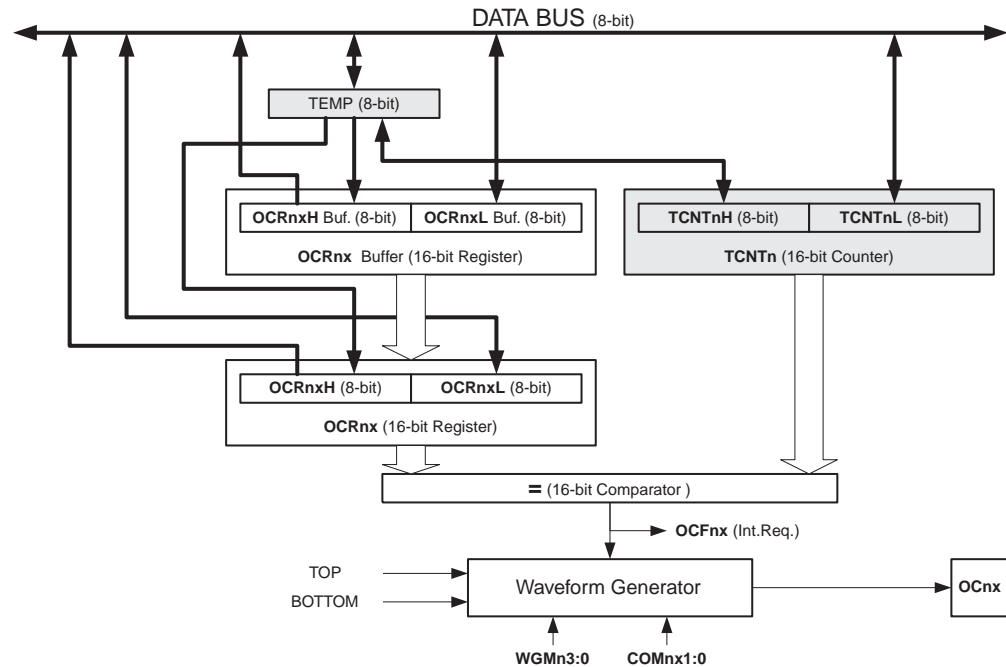 DATA BUS (8-bit)
TEMP (8-bit)
OCRnxH Buf. (8-bit) OCRnxL Buf. (8-bit)
OCRnx Buffer (16-bit Register)
TCNTnH (8-bit) TCNTnL (8-bit)
TCNTn (16-bit Counter)
OCRnxH (8-bit) OCRnxL (8-bit)
OCRnx (16-bit Register)
= (16-bit Comparator )
OCFnx (Int.Req.)
TOP
BOTTOM
Waveform Generator
OCnx
WGMn3:0 COMnx1:0